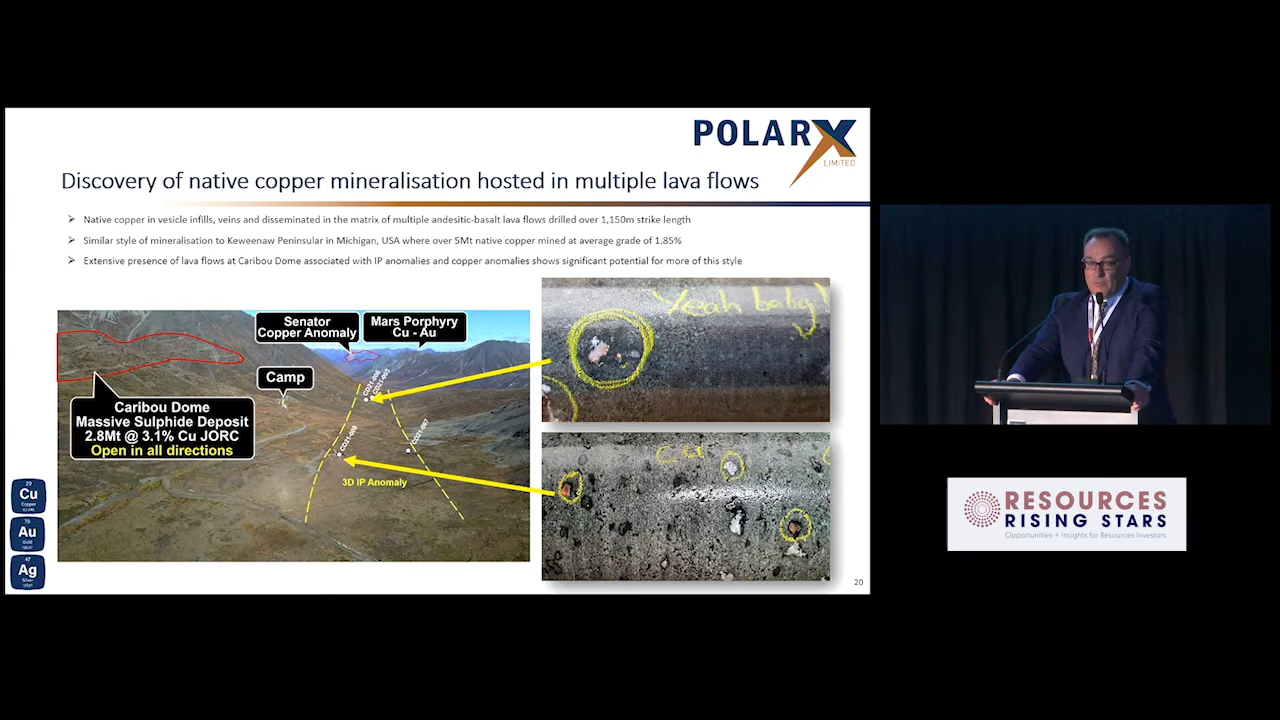 POLARX
LIMITED
Discovery of native copper mineralisation hosted in multiple lava flows
➢ Native copper in vesicle infills, veins and disseminated in the matrix of multiple andesitic-basalt lava flows drilled over 1,150m strike length
➢ Similar style of mineralisation to Keweenaw Peninsular in Michigan, USA where over 5Mt native copper mined at average grade of 1.85%
➢ Extensive presence of lava flows at Caribou Dome associated with IP anomalies and copper anomalies shows significant potential for more of this style
Senator
Copper Anomaly
Mars Porphyry
Cu - Au
Camp
Caribou Dome
Massive Sulphide Deposit
2.8Mt @ 3.1% Cu JORC
Open in all directions
CD21-006
CD21-007
3D IP Anomaly
Yeah baby!
Cu
29
Cu
Copper
79
Au
Gold
47
Ag
Silver
20
RESOURCES
RISING STARS
Opportunities + Insights for Resources Investors